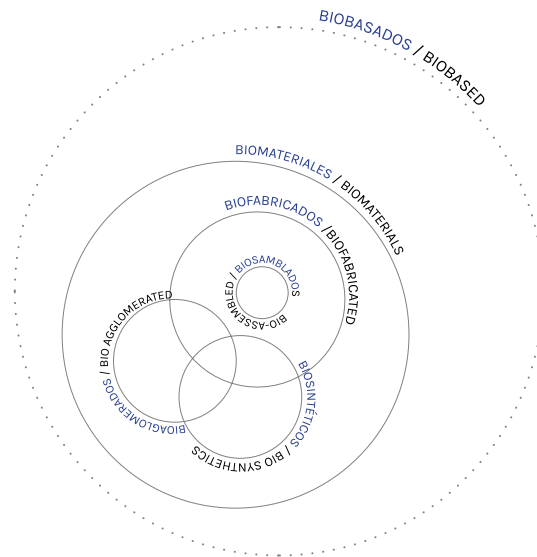 BIOBASADOS / BIOBASED
BIOMATERIALES / BIOMATERIALS
BIOFABRICADOS /BIOFABRICATED
BIO-ASSEMBLED / BIOSAMBLADOS
BIOAGLOMERADOS / BIO AGGLOMERATED
BIOSINTÉTICOS / BIO SYNTHETICS